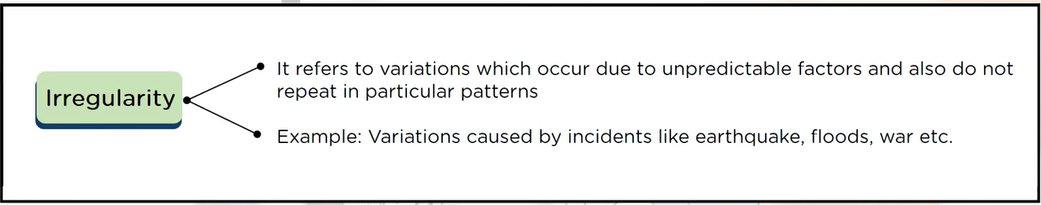 Irregularity
It refers to variations which occur due to unpredictable factors and also do not
repeat in particular patterns
Example: Variations caused by incidents like earthquake, floods, war etc.